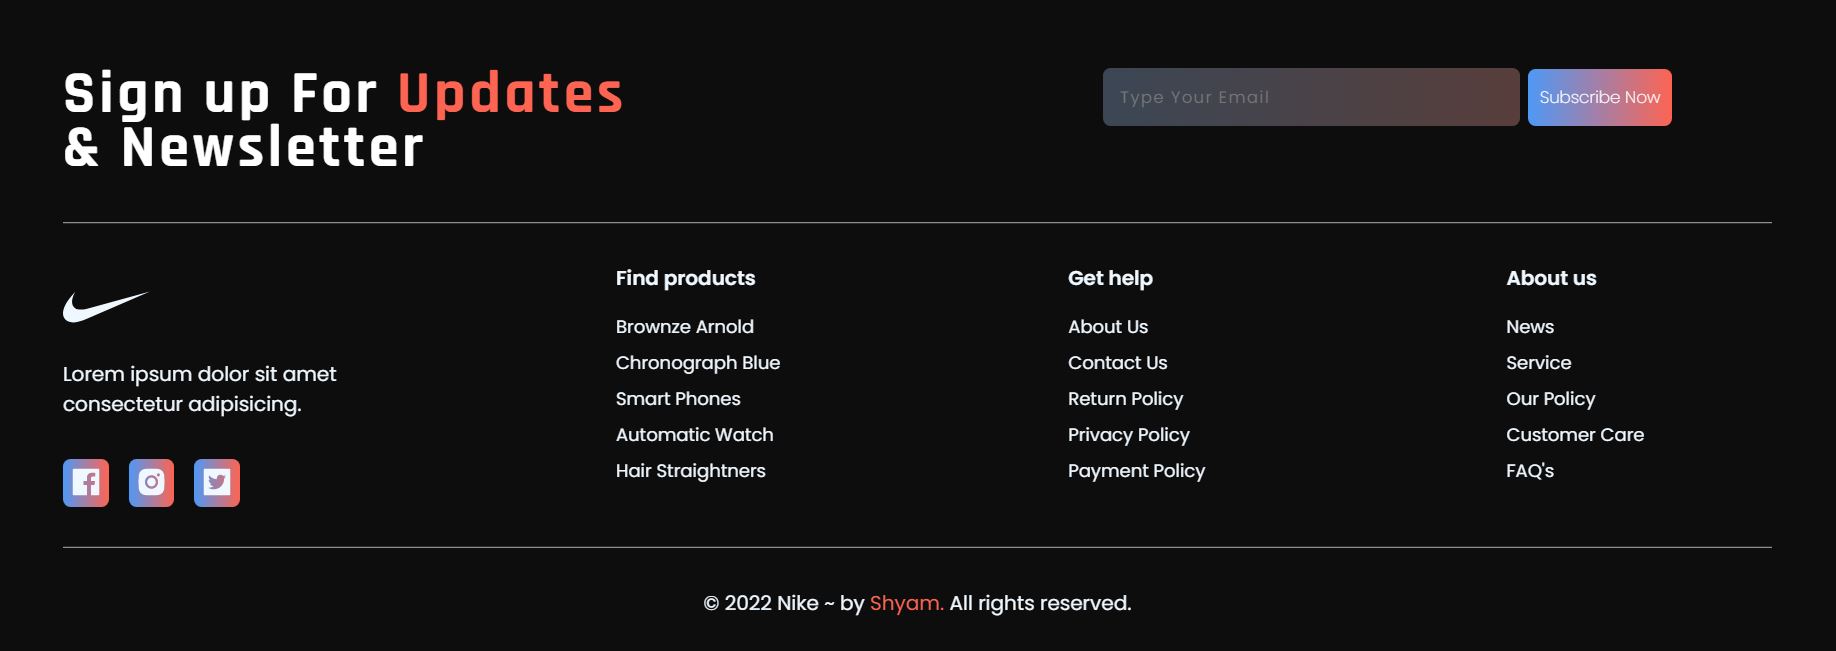 Sign up For Updates
& Newsletter
Type Your Email
Subscribe Now
Lorem ipsum dolor sit amet
consectetur adipisicing.
Find products
Brownze Arnold
Chronograph Blue
Smart Phones
Automatic Watch
Hair Straightners
Get help
About Us
Contact Us
Return Policy
Privacy Policy
Payment Policy
About us
News
Service
Our Policy
Customer Care
FAQ's
© 2022 Nike ~ by Shyam. All rights reserved.